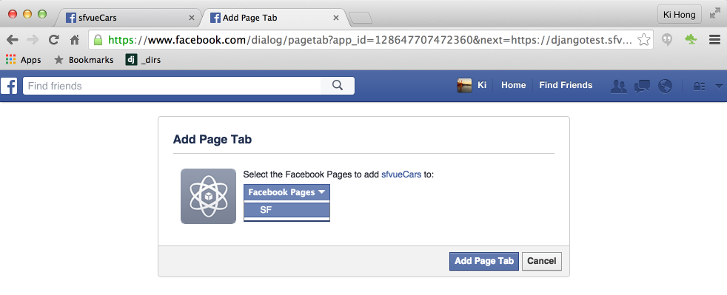 sfvueCars
Add Page Tab
Ki Hong
https://www.facebook.com/dialog/pagetab?app_id=128647707472360&next=https://djangotest.sfv...
Apps
Bookmarks
dj _dirs
f
Find friends
Ki
Home
Find Friends
Add Page Tab
Select the Facebook Pages to add sfvueCars to:
Facebook Pages
SF
Add Page Tab
Cancel